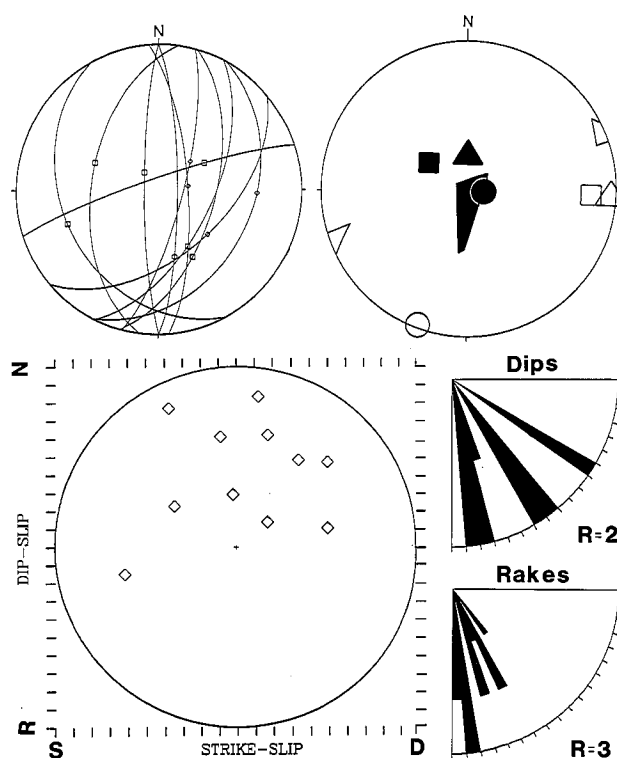 N
N
N
DIP-SLIP
R
S
STRIKE-SLIP
D
Dips
R=2
Rakes
R=3